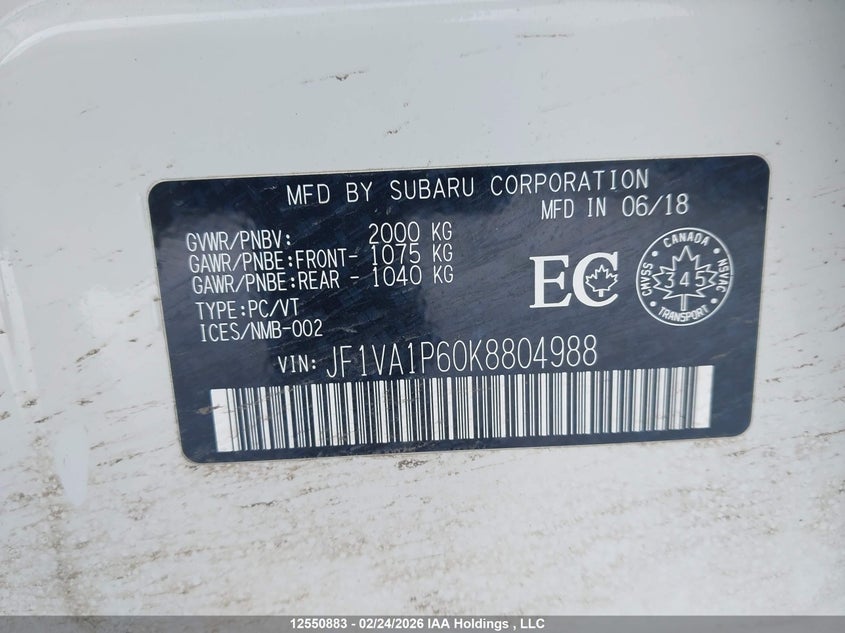 MFD BY SUBARU CORPORATION
MFD IN 06/18
GVWR/PNBV: 2000 KG
GAWR/PNBE:FRONT- 1075 KG
GAWR/PNBE:REAR - 1040 KG
TYPE:PC/VT
ICES/NMB-002
EC
CANADA
CMVSS 345 NSVAC
TRANSPORT
VIN: JF1VA1P60K8804988
12550883 - 02/24/2026 IAA Holdings , LLC